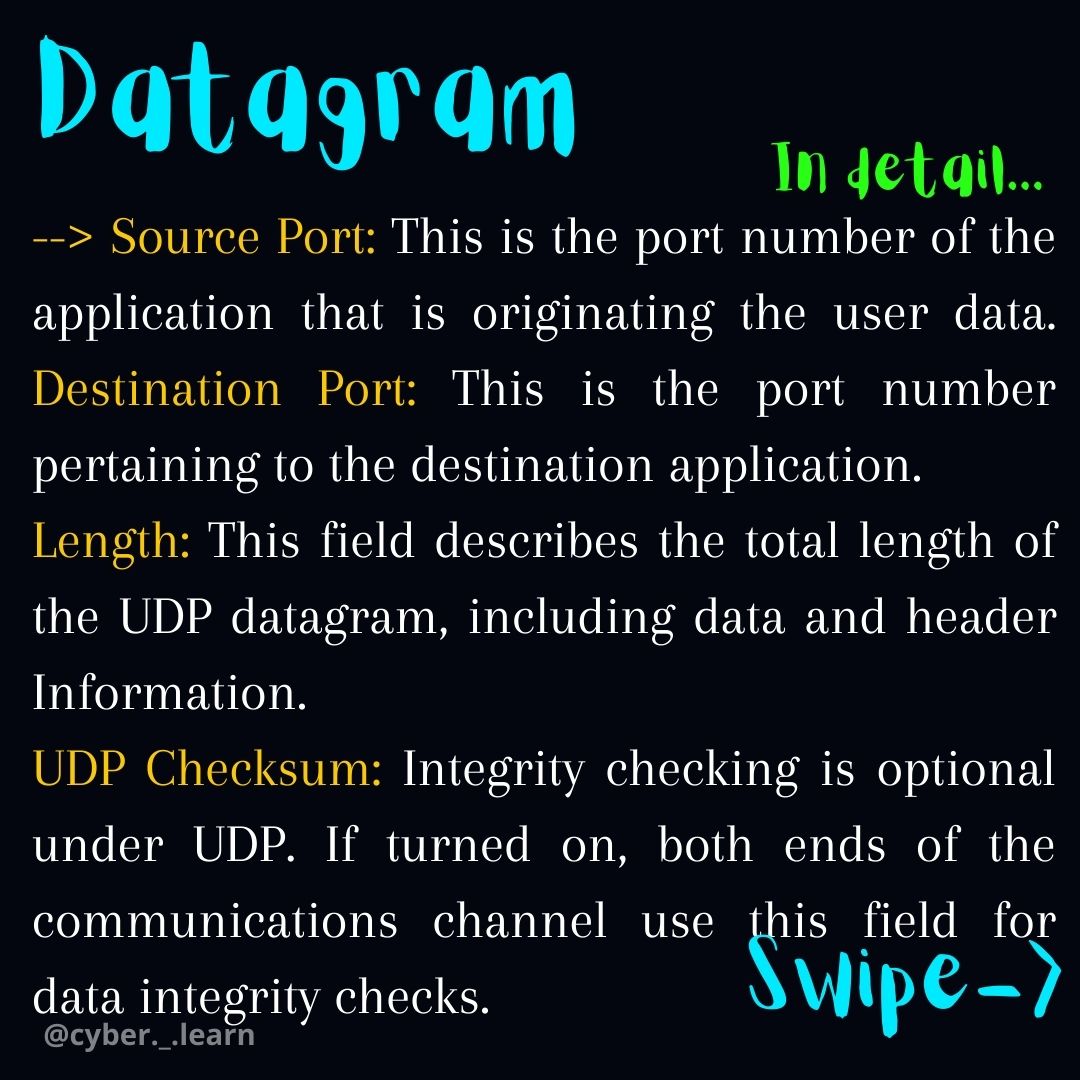 Datagram
In detail...
--> Source Port: This is the port number of the
application that is originating the user data.
Destination Port: This is the port number
pertaining to the destination application.
Length: This field describes the total length of
the UDP datagram, including data and header
Information.
UDP Checksum: Integrity checking is optional
under UDP. If turned on, both ends of the
communications channel use this field for
data integrity checks.
Swipe->
@cyber._.learn